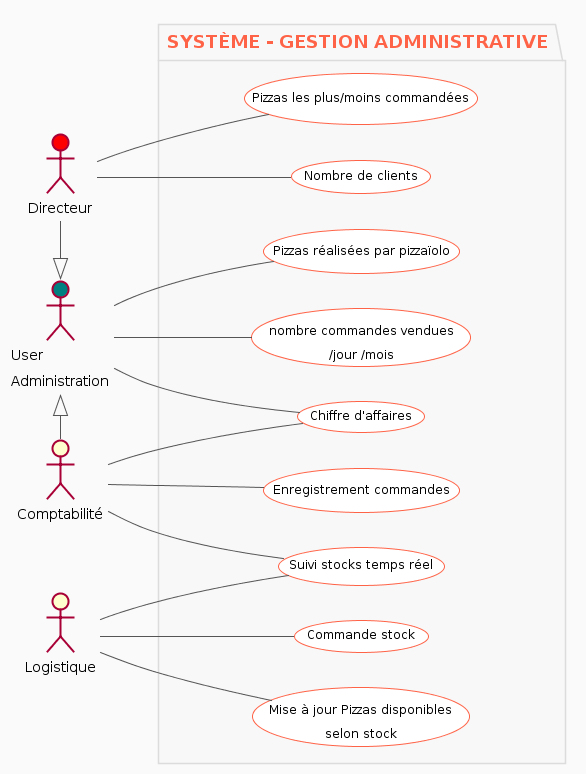 SYSTÈME - GESTION ADMINISTRATIVE
Pizzas les plus/moins commandées
Nombre de clients
Directeur
Pizzas réalisées par pizzaïolo
nombre commandes vendues
/jour /mois
User
Administration
Chiffre d'affaires
Enregistrement commandes
Comptabilité
Suivi stocks temps réel
Commande stock
Logistique
Mise à jour Pizzas disponibles
selon stock